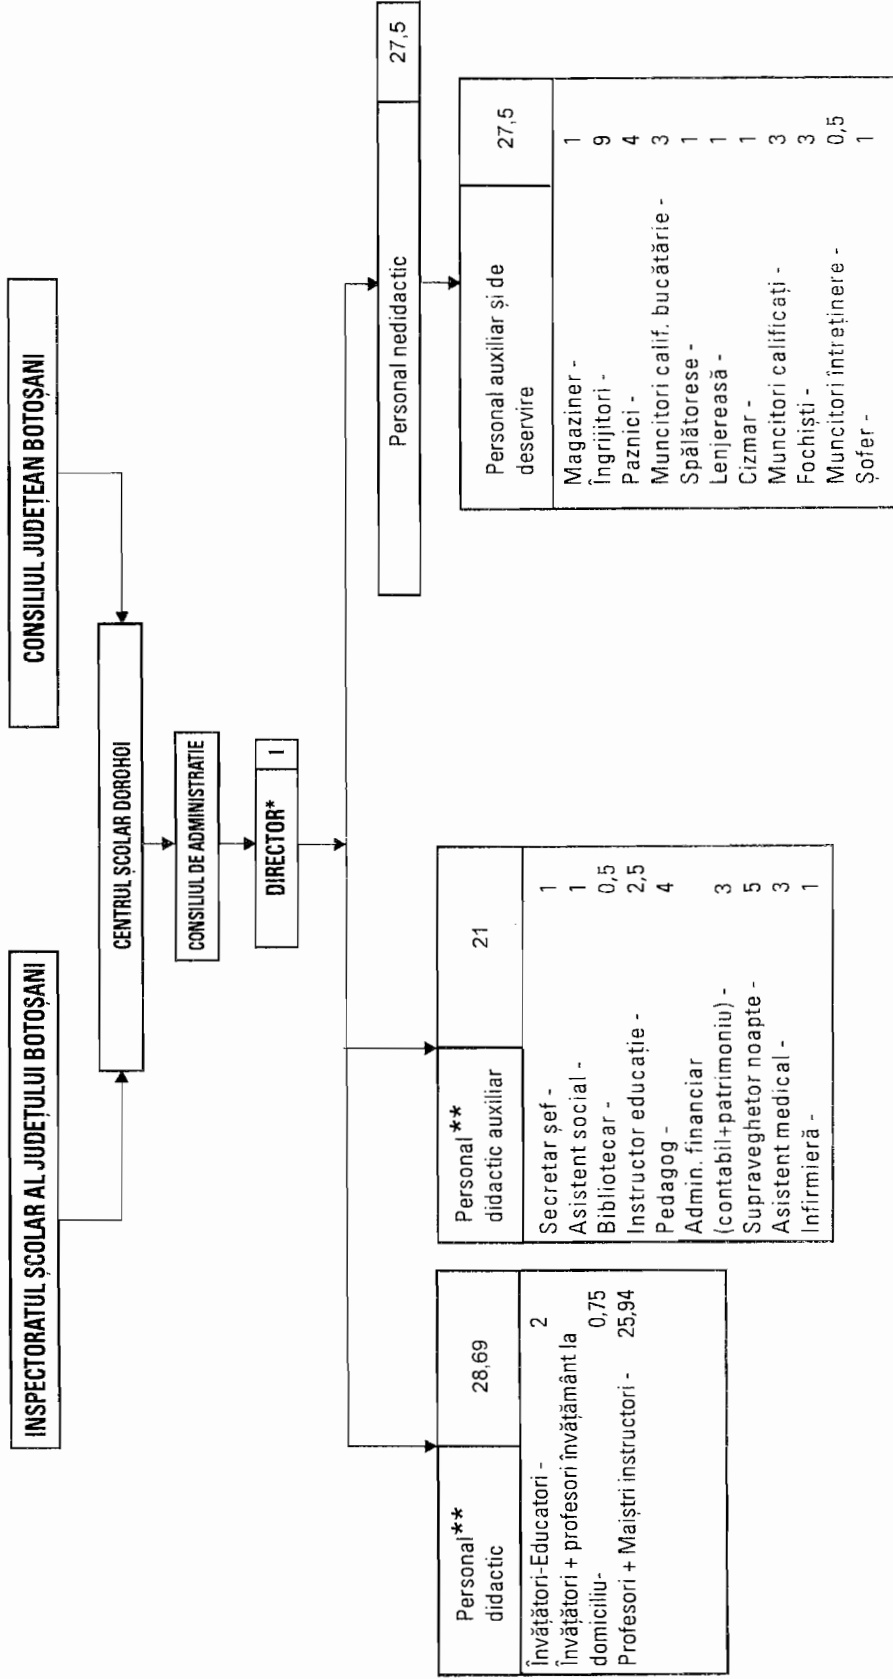 INSPECTORATUL ȘCOLAR AL JUDEȚULUI BOTOȘANI
CONSILIUL JUDEȚEAN BOTOȘANI
CENTRUL ȘCOLAR DOROHOI
CONSILIUL DE ADMINISTRATIE
DIRECTOR* 1
Personal** didactic 28,69
Învățători-Educatori - 2
Învățători + profesori învățământ la
domiciliu- 0,75
Profesori + Maiștri instructori - 25,94
Personal** didactic auxiliar 21
Secretar șef - 1
Asistent social - 1
Bibliotecar - 0,5
Instructor educație - 2,5
Pedagog - 4
Admin. financiar
(contabil+patrimoniu) - 3
Supraveghetor noapte - 5
Asistent medical - 3
Infirmieră - 1
Personal nedidactic 27,5
Personal auxiliar și de
deservire 27,5
Magaziner - 1
Îngrijitori - 9
Paznici - 4
Muncitori calif. bucătărie - 3
Spălătorese - 1
Lenjereasă - 1
Cizmar - 1
Muncitori calificați - 3
Fochiști - 3
Muncitori întreținere - 0,5
Șofer - 1